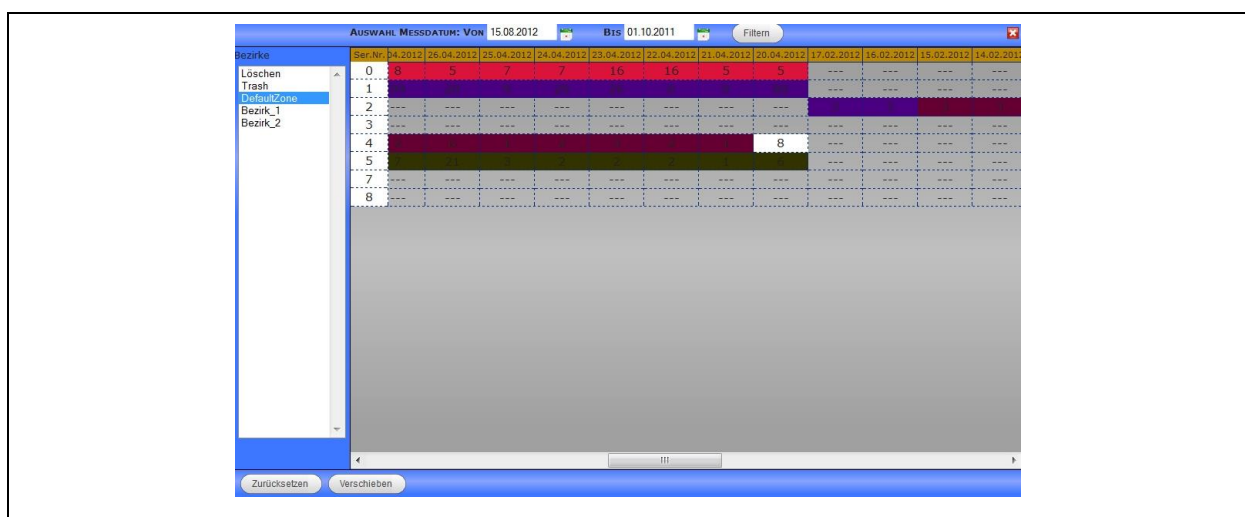 AUSWAHL MESSDATUM: VON 15.08.2012 BIS 01.10.2011 Filtern
Bezirke
Löschen
Trash
DefaultZone
Bezirk_1
Bezirk_2
Ser.Nr. 04.2012 26.04.2012 25.04.2012 24.04.2012 23.04.2012 22.04.2012 21.04.2012 20.04.2012 17.02.2012 16.02.2012 15.02.2012 14.02.201
0 8 5 7 7 16 16 5 5 --- --- --- ---
1 --- --- --- ---
2 --- --- --- --- --- --- --- ---
3 --- --- --- --- --- --- --- --- --- --- --- ---
4 8 --- --- --- ---
5 21 --- --- --- ---
7 --- --- --- --- --- --- --- --- --- --- --- ---
8 --- --- --- --- --- --- --- --- --- --- --- ---
Zurücksetzen Verschieben